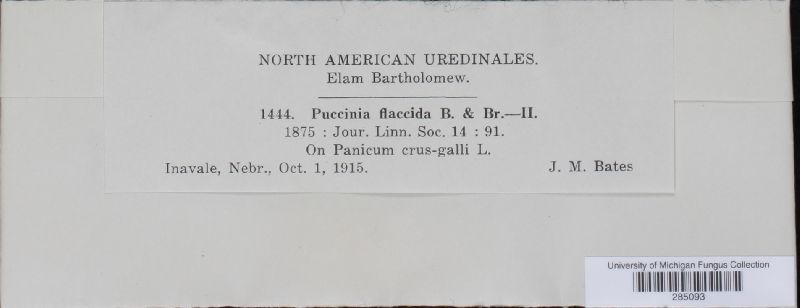 NORTH AMERICAN UREDINALES.
Elam Bartholomew.
1444. Puccinia flaccida B. & Br.—II.
1875 : Jour. Linn. Soc. 14 : 91.
On Panicum crus-galli L.
Inavale, Nebr., Oct. 1, 1915. J. M. Bates
University of Michigan Fungus Collection
285093